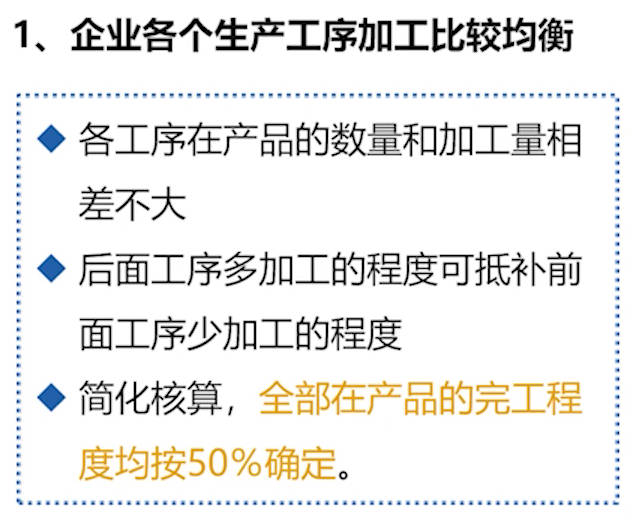 1、企业各个生产工序加工比较均衡
◆ 各工序在产品的数量和加工量相
差不大
◆ 后面工序多加工的程度可抵补前
面工序少加工的程度
◆ 简化核算，全部在产品的完工程
度均按50%确定。